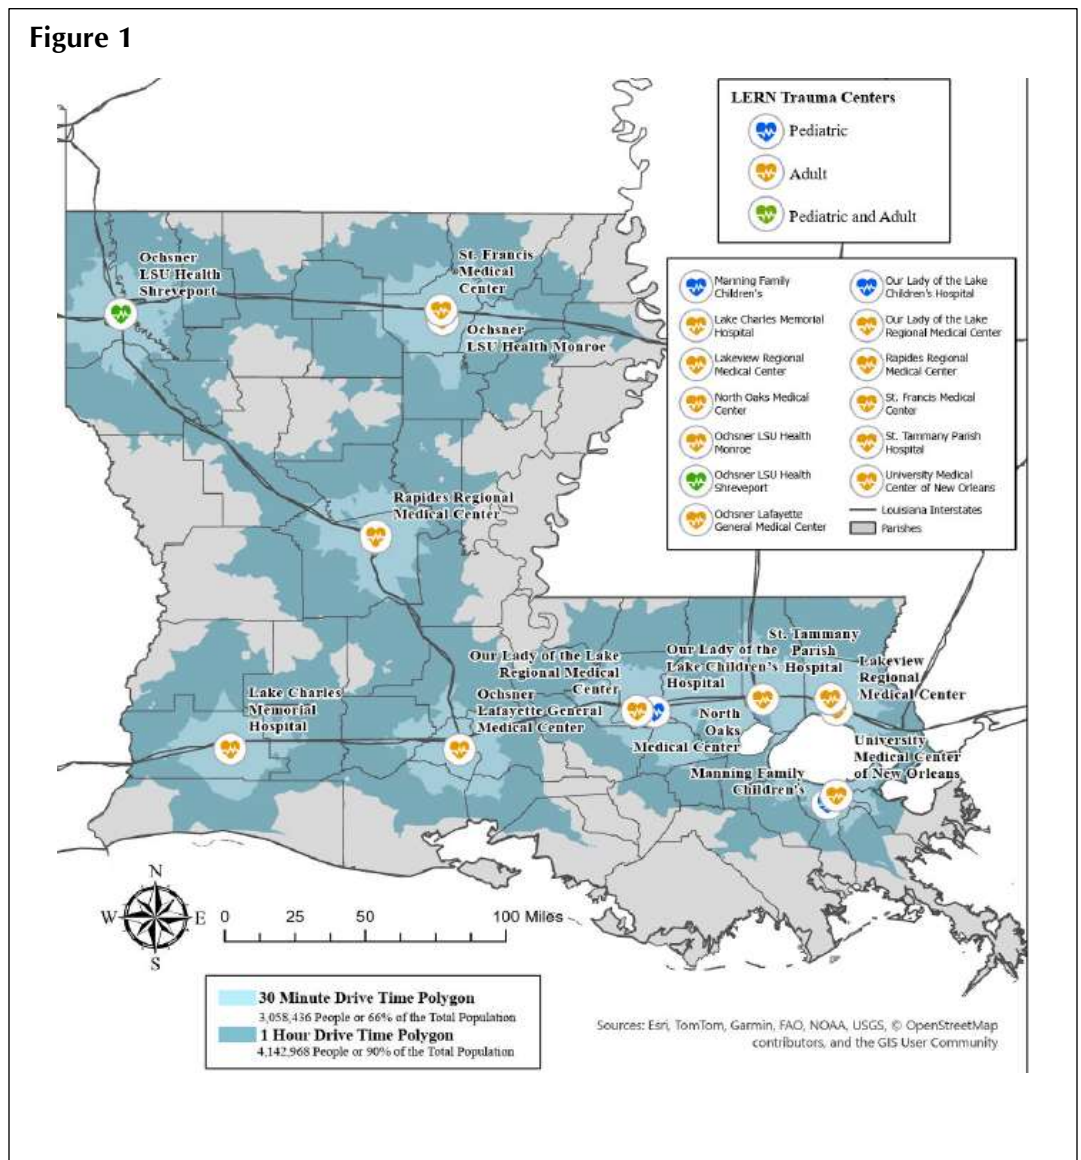 Figure 1
LERN Trauma Centers
Pediatric
Adult
Pediatric and Adult
Manning Family
Children's
Lake Charles Memorial
Hospital
Lakeview Regional
Medical Center
North Oaks Medical
Center
Ochsner LSU Health
Monroe
Ochsner LSU Health
Shreveport
Ochsner Lafayette
General Medical Center
Our Lady of the Lake
Children's Hospital
Our Lady of the Lake
Regional Medical Center
Rapides Regional
Medical Center
St. Francis Medical
Center
St. Tammany Parish
Hospital
University Medical
Center of New Orleans
Louisiana Interstates
Parishes
Ochsner
LSU Health
Shreveport
St. Francis
Medical
Center
Ochsner
LSU Health Monroe
Rapides Regional
Medical Center
Lake Charles
Memorial
Hospital
Our Lady of the Lake
Regional Medical
Center
Ochsner
Lafayette General
Medical Center
Our Lady of the
Lake Children's
Hospital
St. Tammany
Parish
Hospital
Lakeview
Regional
Medical Center
North
Oaks
Medical Center
University
Medical Center
of New Orleans
Manning Family
Children's
N
W
E
S
0
25
50
100 Miles
30 Minute Drive Time Polygon
3,058,436 People or 66% of the Total Population
1 Hour Drive Time Polygon
4,142,968 People or 90% of the Total Population
Sources: Esri, TomTom, Garmin, FAO, NOAA, USGS, © OpenStreetMap
contributors, and the GIS User Community